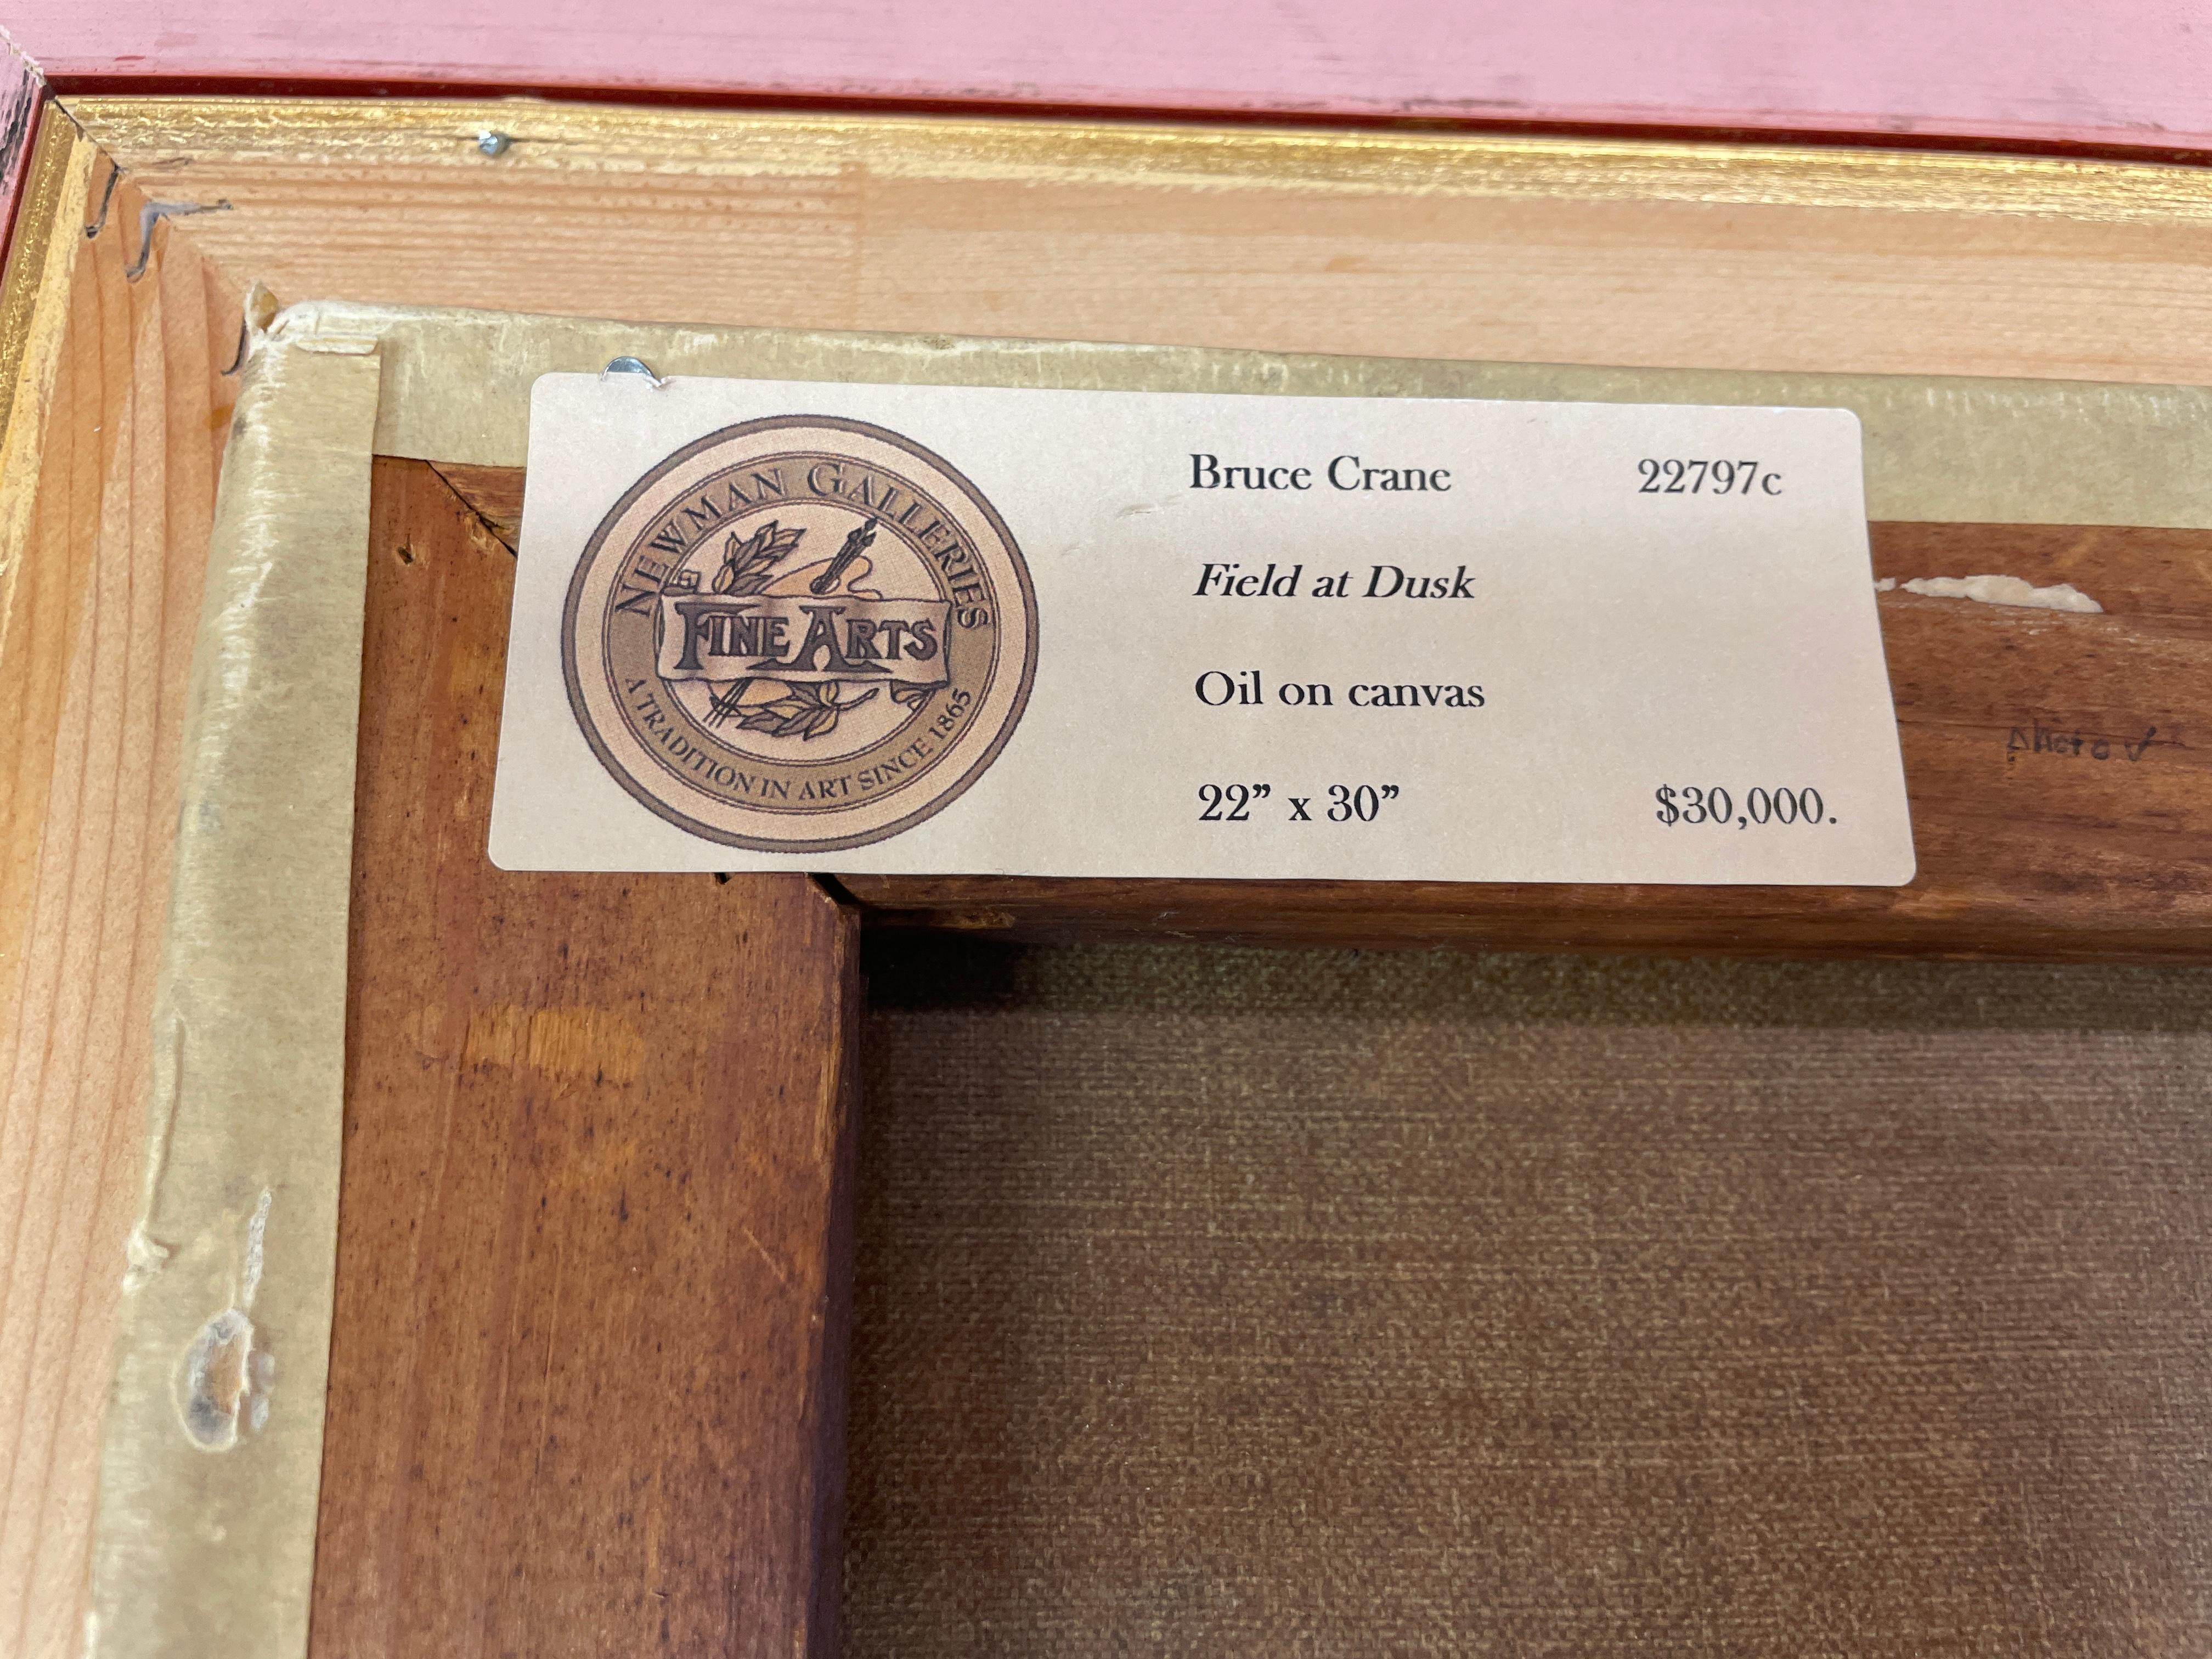 NEWMAN GALLERIES
FINE ARTS
A TRADITION IN ART SINCE 1865
Bruce Crane 22797c
Field at Dusk
Oil on canvas
22” x 30” $30,000.